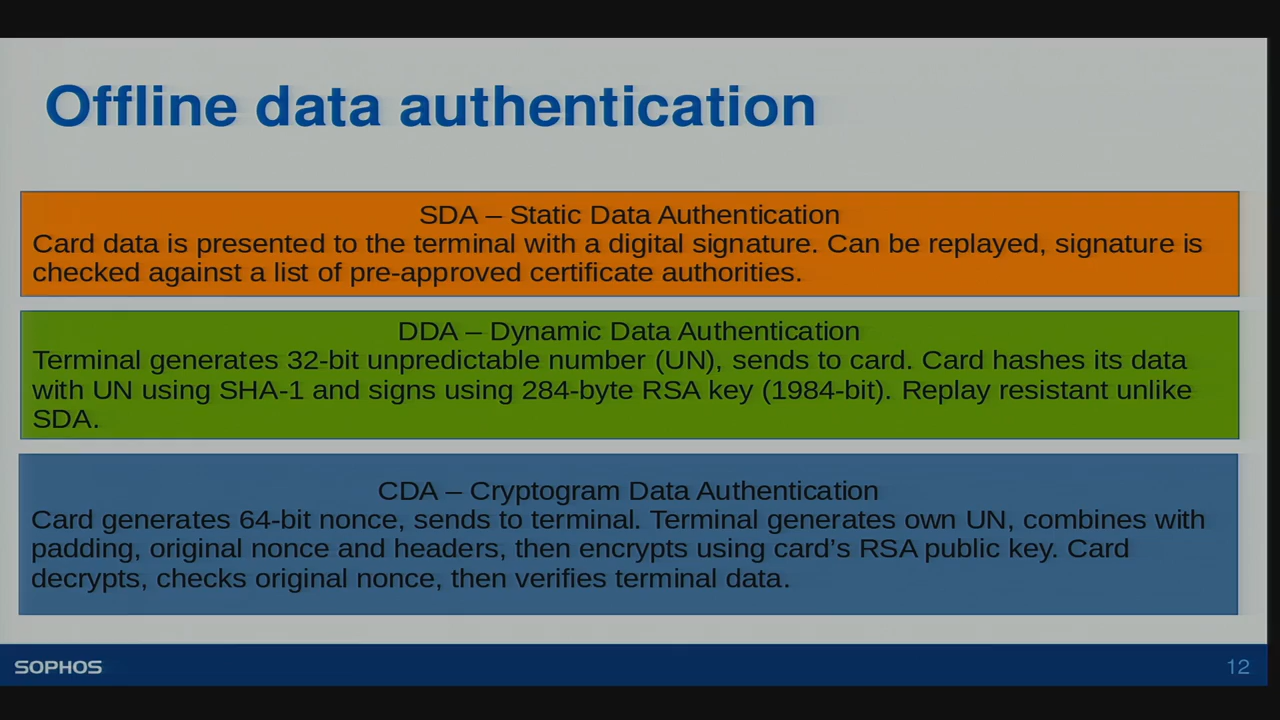 Offline data authentication
SDA – Static Data Authentication
Card data is presented to the terminal with a digital signature. Can be replayed, signature is
checked against a list of pre-approved certificate authorities.
DDA – Dynamic Data Authentication
Terminal generates 32-bit unpredictable number (UN), sends to card. Card hashes its data
with UN using SHA-1 and signs using 284-byte RSA key (1984-bit). Replay resistant unlike
SDA.
CDA – Cryptogram Data Authentication
Card generates 64-bit nonce, sends to terminal. Terminal generates own UN, combines with
padding, original nonce and headers, then encrypts using card’s RSA public key. Card
decrypts, checks original nonce, then verifies terminal data.
SOPHOS
12